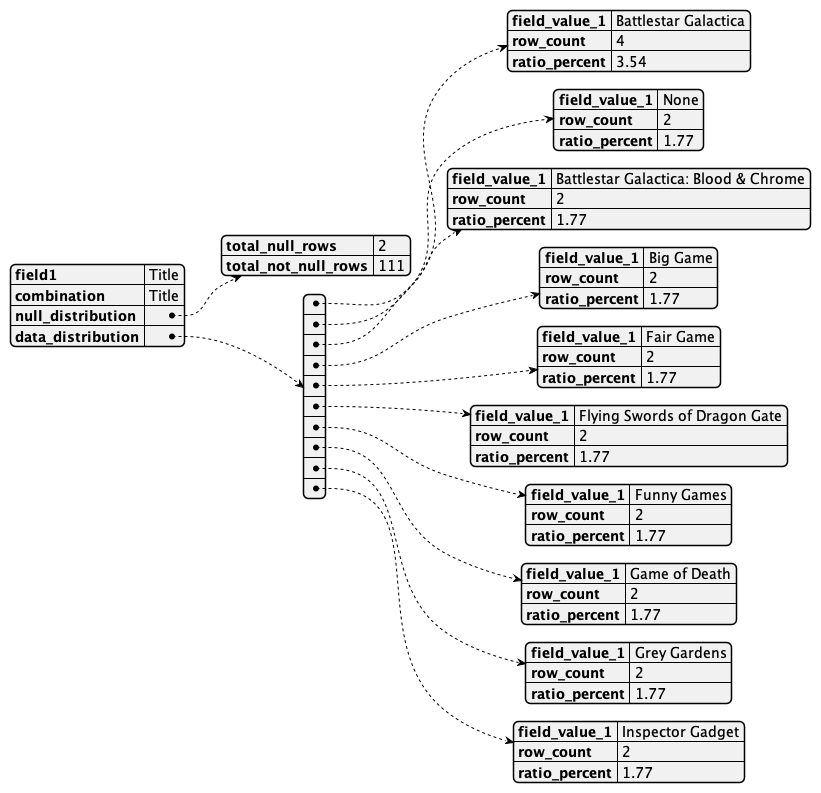 field1 Title
combination Title
null_distribution
data_distribution
total_null_rows 2
total_not_null_rows 111
field_value_1 Battlestar Galactica
row_count 4
ratio_percent 3.54
field_value_1 None
row_count 2
ratio_percent 1.77
field_value_1 Battlestar Galactica: Blood & Chrome
row_count 2
ratio_percent 1.77
field_value_1 Big Game
row_count 2
ratio_percent 1.77
field_value_1 Fair Game
row_count 2
ratio_percent 1.77
field_value_1 Flying Swords of Dragon Gate
row_count 2
ratio_percent 1.77
field_value_1 Funny Games
row_count 2
ratio_percent 1.77
field_value_1 Game of Death
row_count 2
ratio_percent 1.77
field_value_1 Grey Gardens
row_count 2
ratio_percent 1.77
field_value_1 Inspector Gadget
row_count 2
ratio_percent 1.77